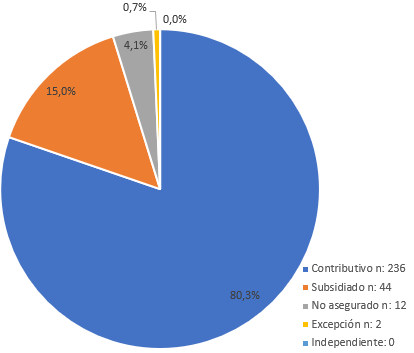 0,7%
0,0%
4,1%
15,0%
80,3%
Contributivo n: 236
Subsidiado n: 44
No asegurado n: 12
Excepción n: 2
Independiente: 0